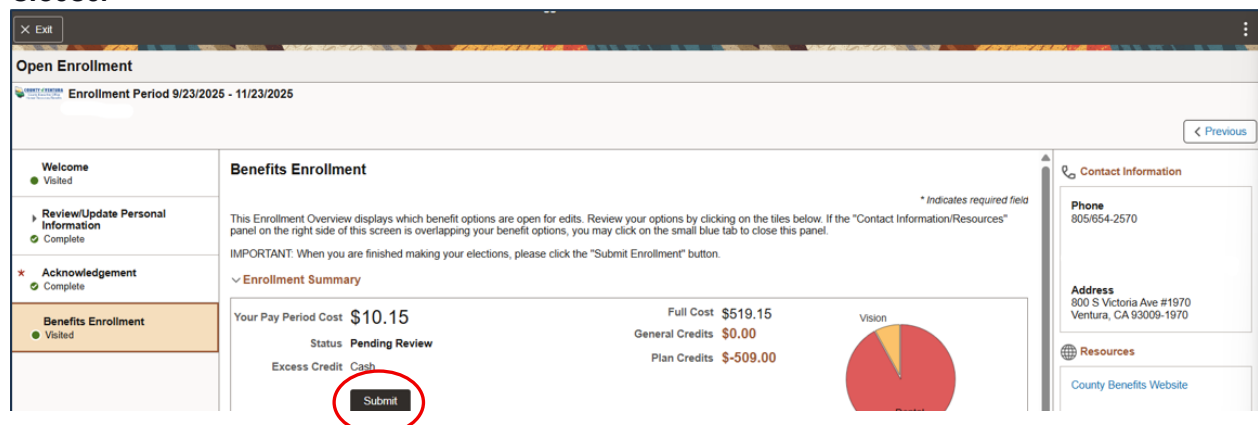 × Exit
Open Enrollment
Enrollment Period 9/23/2025 - 11/23/2025
< Previous
Welcome
Visited
Review/Update Personal
Information
Complete
* Acknowledgement
Complete
Benefits Enrollment
Visited
Benefits Enrollment
* Indicates required field
This Enrollment Overview displays which benefit options are open for edits. Review your options by clicking on the tiles below. If the "Contact Information/Resources"
panel on the right side of this screen is overlapping your benefit options, you may click on the small blue tab to close this panel.
IMPORTANT: When you are finished making your elections, please click the "Submit Enrollment" button.
Enrollment Summary
Your Pay Period Cost $10.15
Status Pending Review
Excess Credit Cash
Submit
Full Cost $519.15
General Credits $0.00
Plan Credits $-509.00
Vision
Contact Information
Phone
805/654-2570
Address
800 S Victoria Ave #1970
Ventura, CA 93009-1970
Resources
County Benefits Website